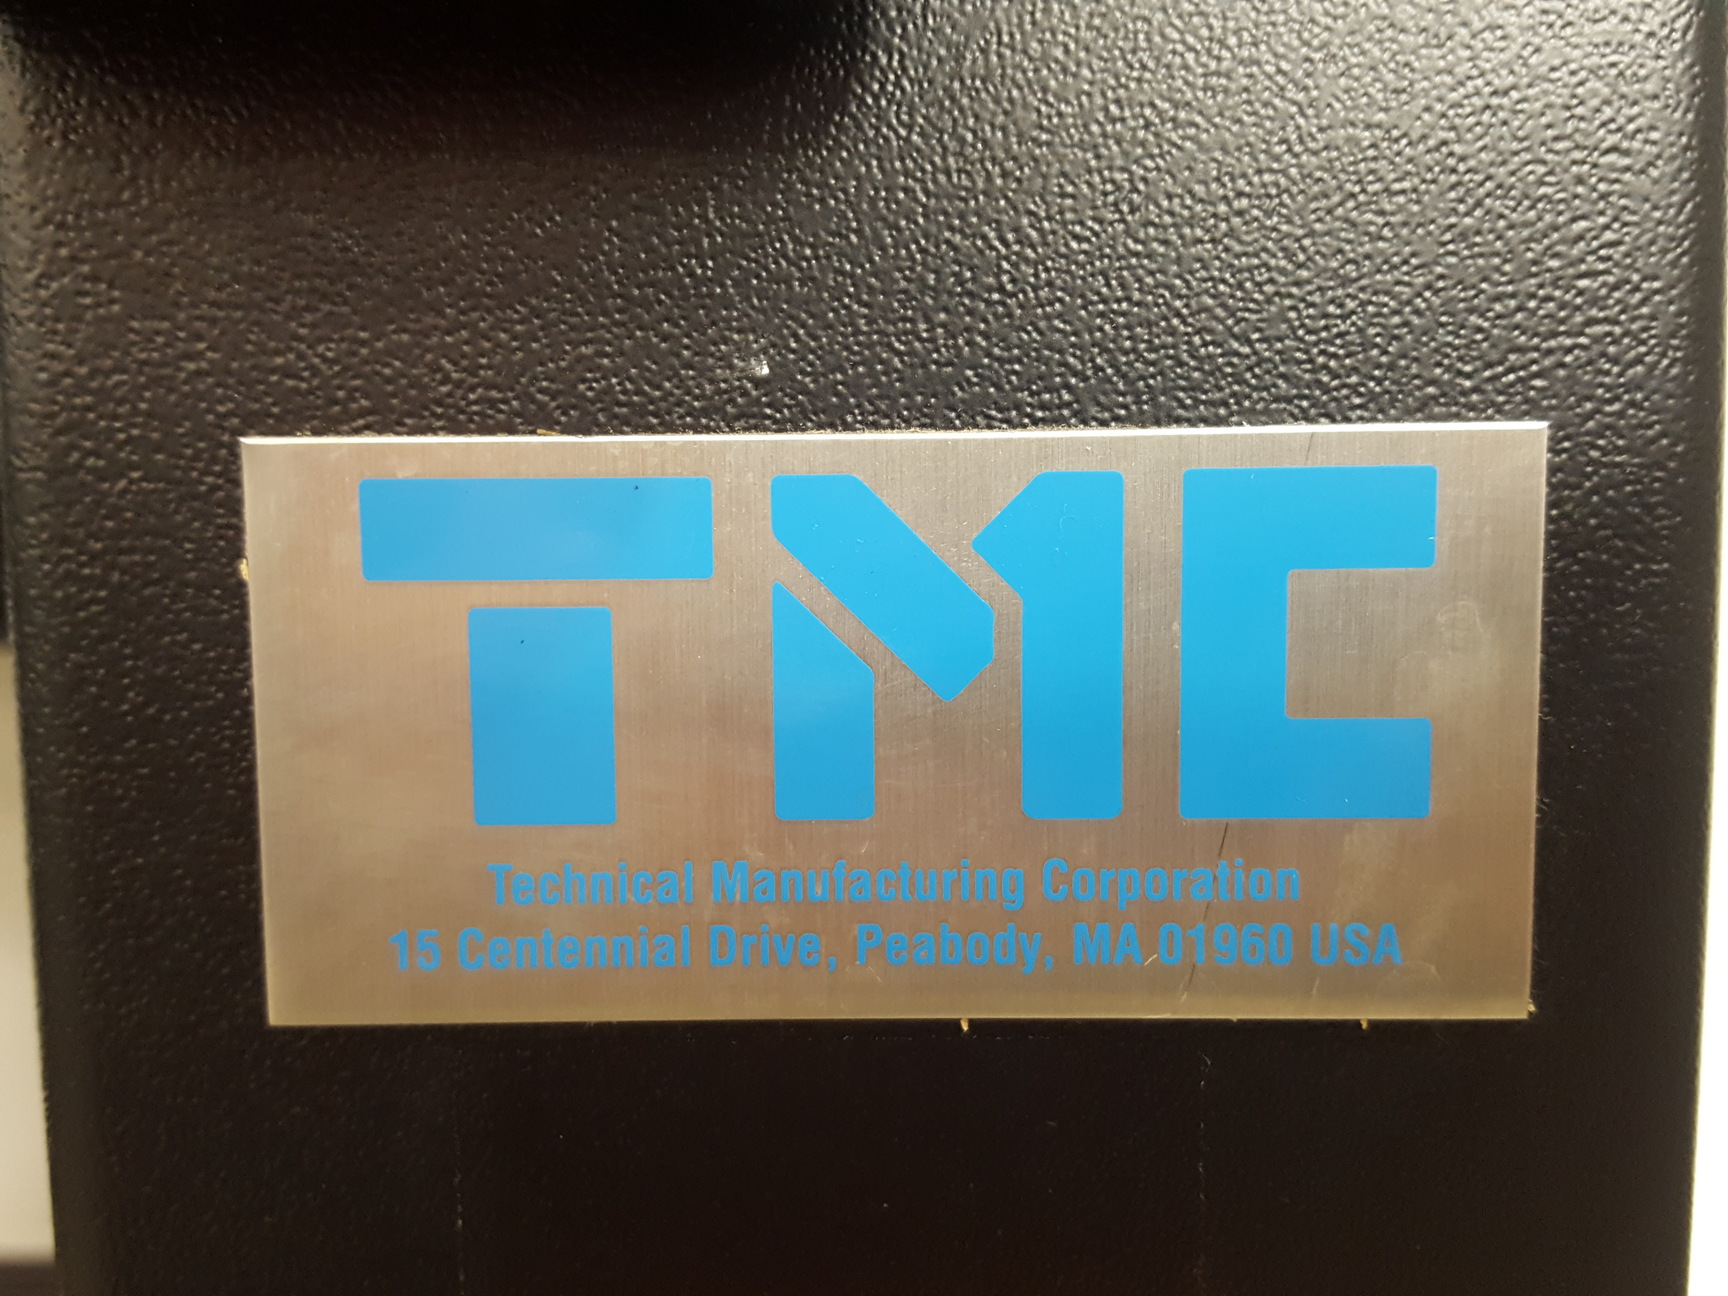 TMC
Technical Manufacturing Corporation
15 Centennial Drive, Peabody, MA 01960 USA